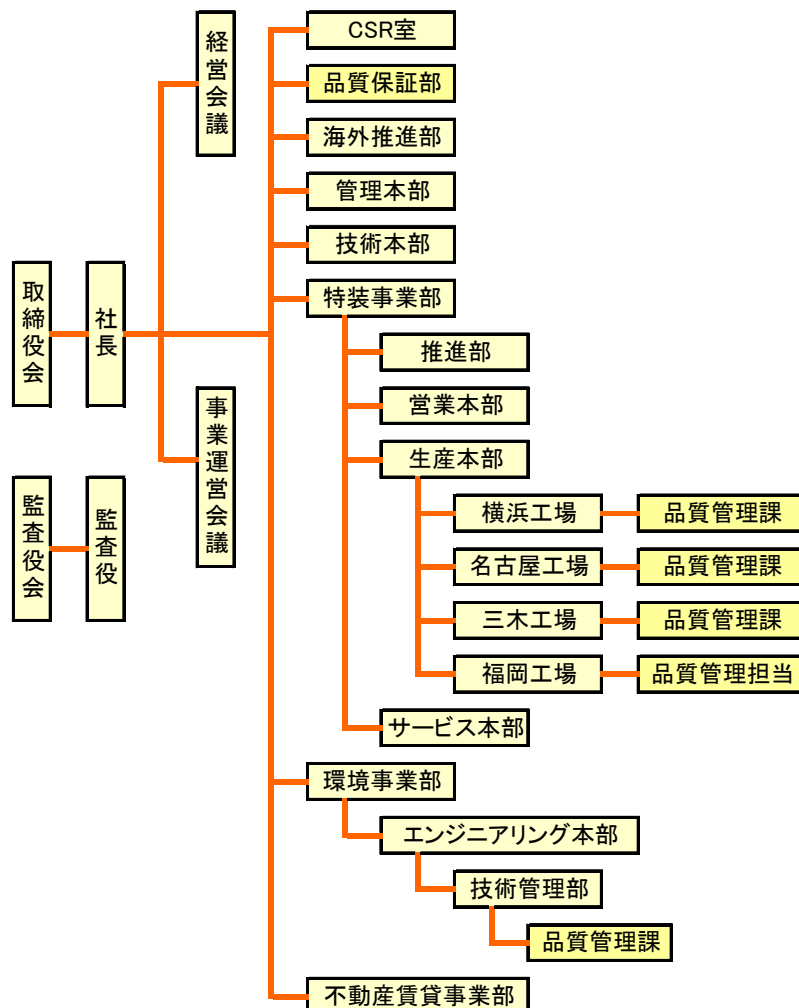 取締役会
社長
経営会議
事業運営会議
監査役会
監査役
CSR室
品質保証部
海外推進部
管理本部
技術本部
特装事業部
推進部
営業本部
生産本部
横浜工場
品質管理課
名古屋工場
品質管理課
三木工場
品質管理課
福岡工場
品質管理担当
サービス本部
環境事業部
エンジニアリング本部
技術管理部
品質管理課
不動産賃貸事業部